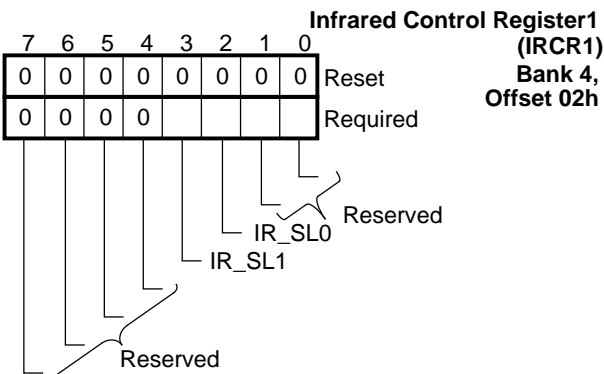 Infrared Control Register1
(IRCR1)
Bank 4,
Offset 02h
7 6 5 4 3 2 1 0
0 0 0 0 0 0 0 0 Reset
0 0 0 0 Required
Reserved
IR_SL0
IR_SL1
Reserved